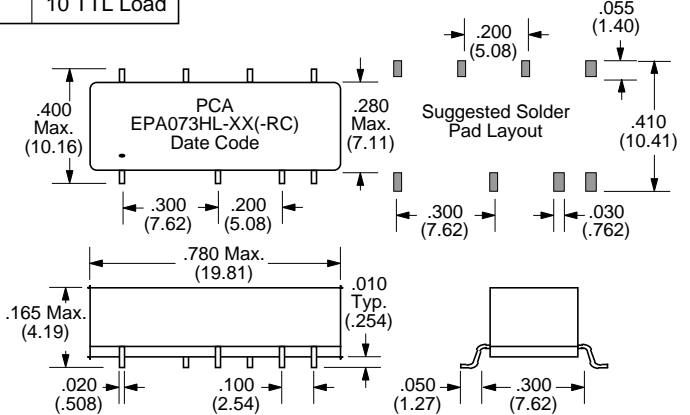 10 TTL Load
.055
(1.40)
.200
(5.08)
.400
Max.
(10.16)
PCA
EPA073HL-XX(-RC)
Date Code
.280
Max.
(7.11)
Suggested Solder
Pad Layout
.410
(10.41)
.300
(7.62)
.200
(5.08)
.300
(7.62)
.030
(.762)
.780 Max.
(19.81)
.010
Typ.
(.254)
.165 Max.
(4.19)
.020
(.508)
.100
(2.54)
.050
(1.27)
.300
(7.62)